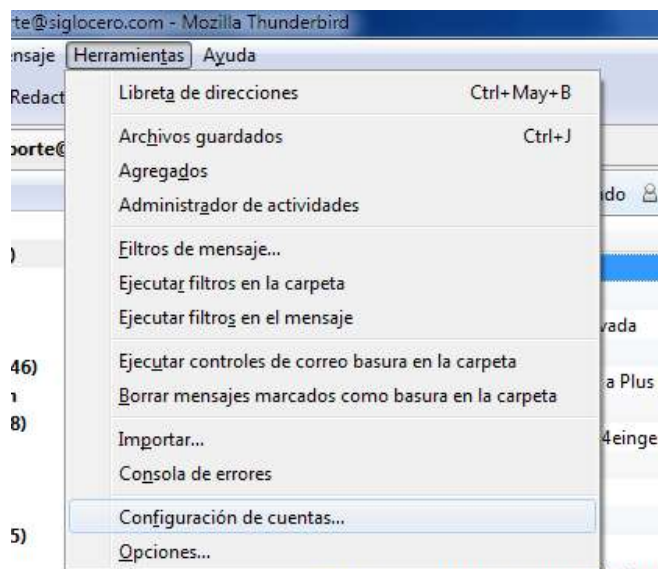 rte@siglocero.com - Mozilla Thunderbird
nsaje Herramientas Ayuda
Redact
Libreta de direcciones Ctrl+May+B
Archivos guardados Ctrl+J
porte@
Agregados
Administrador de actividades
do
)
Filtros de mensaje...
Ejecutar filtros en la carpeta
Ejecutar filtros en el mensaje
vada
Ejecutar controles de correo basura en la carpeta
46)
a Plus
n
Borrar mensajes marcados como basura en la carpeta
8)
Importar...
4einge
Consola de errores
Configuración de cuentas...
5)
Opciones...